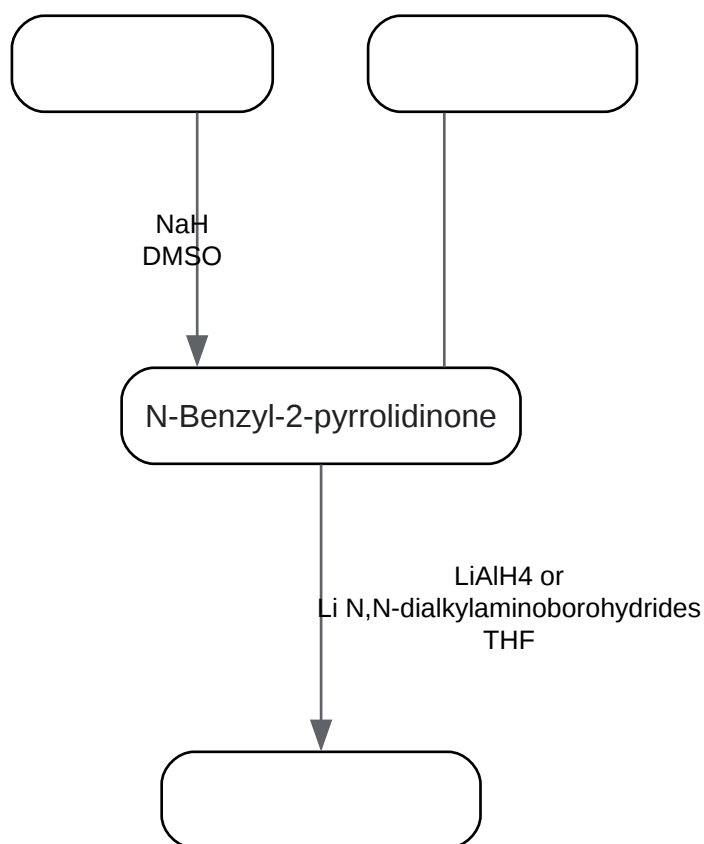 NaH
DMSO
N-Benzyl-2-pyrrolidinone
LiAlH4 or
Li N,N-dialkylaminoborohydrides
THF